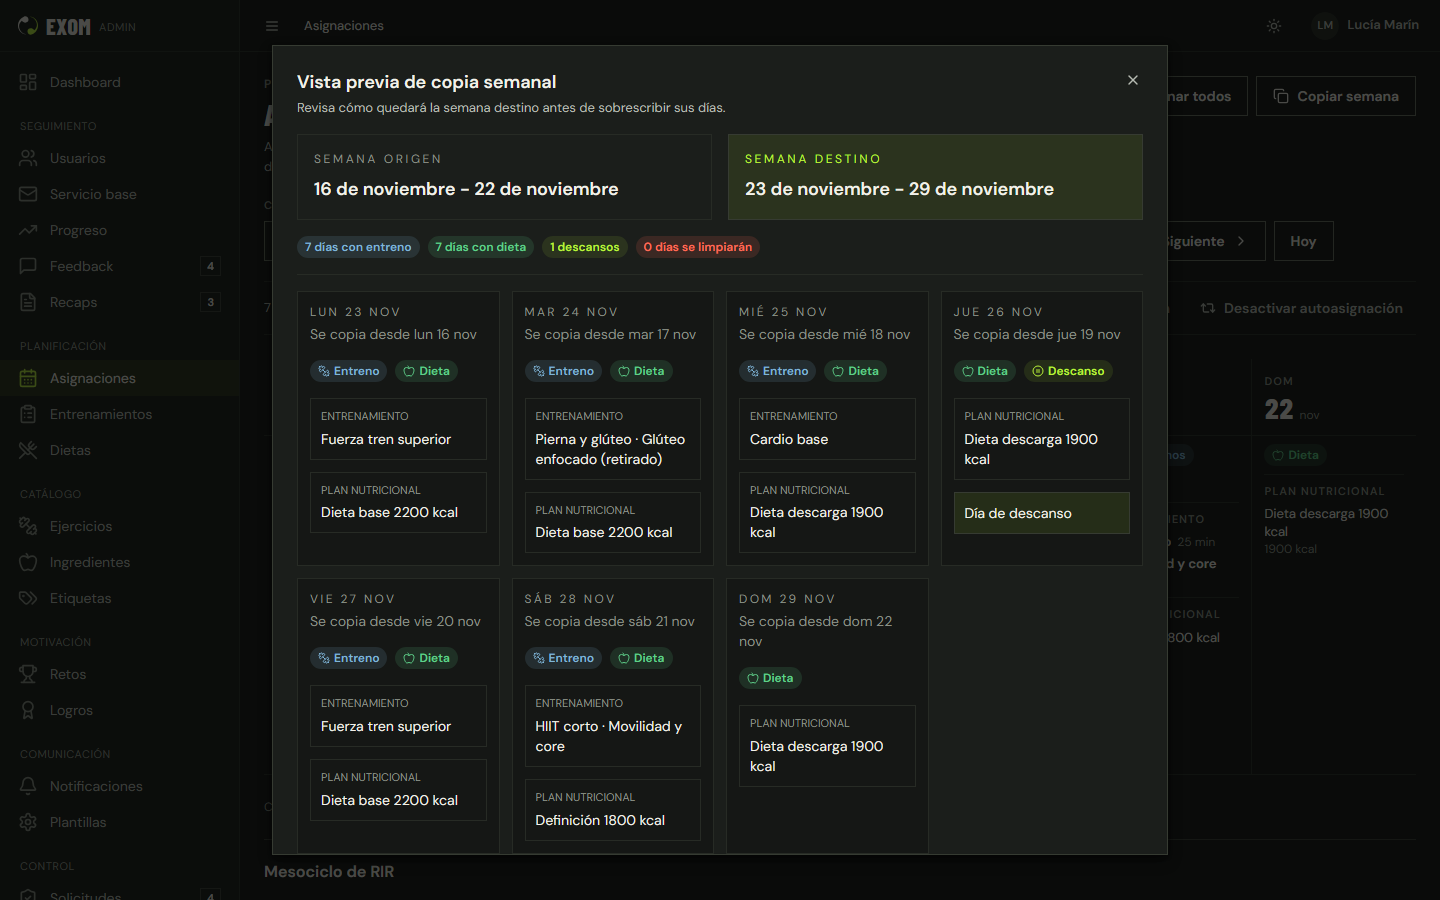 EXOM ADMIN
Asignaciones
LM Lucía Marín
Dashboard
SEGUIMIENTO
Usuarios
Servicio base
Progreso
Feedback 4
Recaps 3
PLANIFICACIÓN
Asignaciones
Entrenamientos
Dietas
CATÁLOGO
Ejercicios
Ingredientes
Etiquetas
MOTIVACIÓN
Retos
Logros
COMUNICACIÓN
Notificaciones
Plantillas
CONTROL
Solicitudes 4
Copiar semana
Hoy
Desactivar autoasignación
Vista previa de copia semanal
Revisa cómo quedará la semana destino antes de sobrescribir sus días.
SEMANA ORIGEN
16 de noviembre – 22 de noviembre
SEMANA DESTINO
23 de noviembre – 29 de noviembre
7 días con entreno
7 días con dieta
1 descansos
0 días se limpiarán
LUN 23 NOV
Se copia desde lun 16 nov
Entreno Dieta
ENTRENAMIENTO
Fuerza tren superior
PLAN NUTRICIONAL
Dieta base 2200 kcal
MAR 24 NOV
Se copia desde mar 17 nov
Entreno Dieta
ENTRENAMIENTO
Pierna y glúteo · Glúteo
enfocado (retirado)
PLAN NUTRICIONAL
Dieta base 2200 kcal
MIÉ 25 NOV
Se copia desde mié 18 nov
Entreno Dieta
ENTRENAMIENTO
Cardio base
PLAN NUTRICIONAL
Dieta descarga 1900
kcal
JUE 26 NOV
Se copia desde jue 19 nov
Dieta Descanso
PLAN NUTRICIONAL
Dieta descarga 1900
kcal
Día de descanso
VIE 27 NOV
Se copia desde vie 20 nov
Entreno Dieta
ENTRENAMIENTO
Fuerza tren superior
PLAN NUTRICIONAL
Dieta base 2200 kcal
SÁB 28 NOV
Se copia desde sáb 21 nov
Entreno Dieta
ENTRENAMIENTO
HIIT corto · Movilidad y
core
PLAN NUTRICIONAL
Definición 1800 kcal
DOM 29 NOV
Se copia desde dom 22
nov
Dieta
PLAN NUTRICIONAL
Dieta descarga 1900
kcal
DOM
22 nov
Dieta
PLAN NUTRICIONAL
Dieta descarga 1900
kcal
1900 kcal
25 min
y core
kcal
Mesociclo de RIR